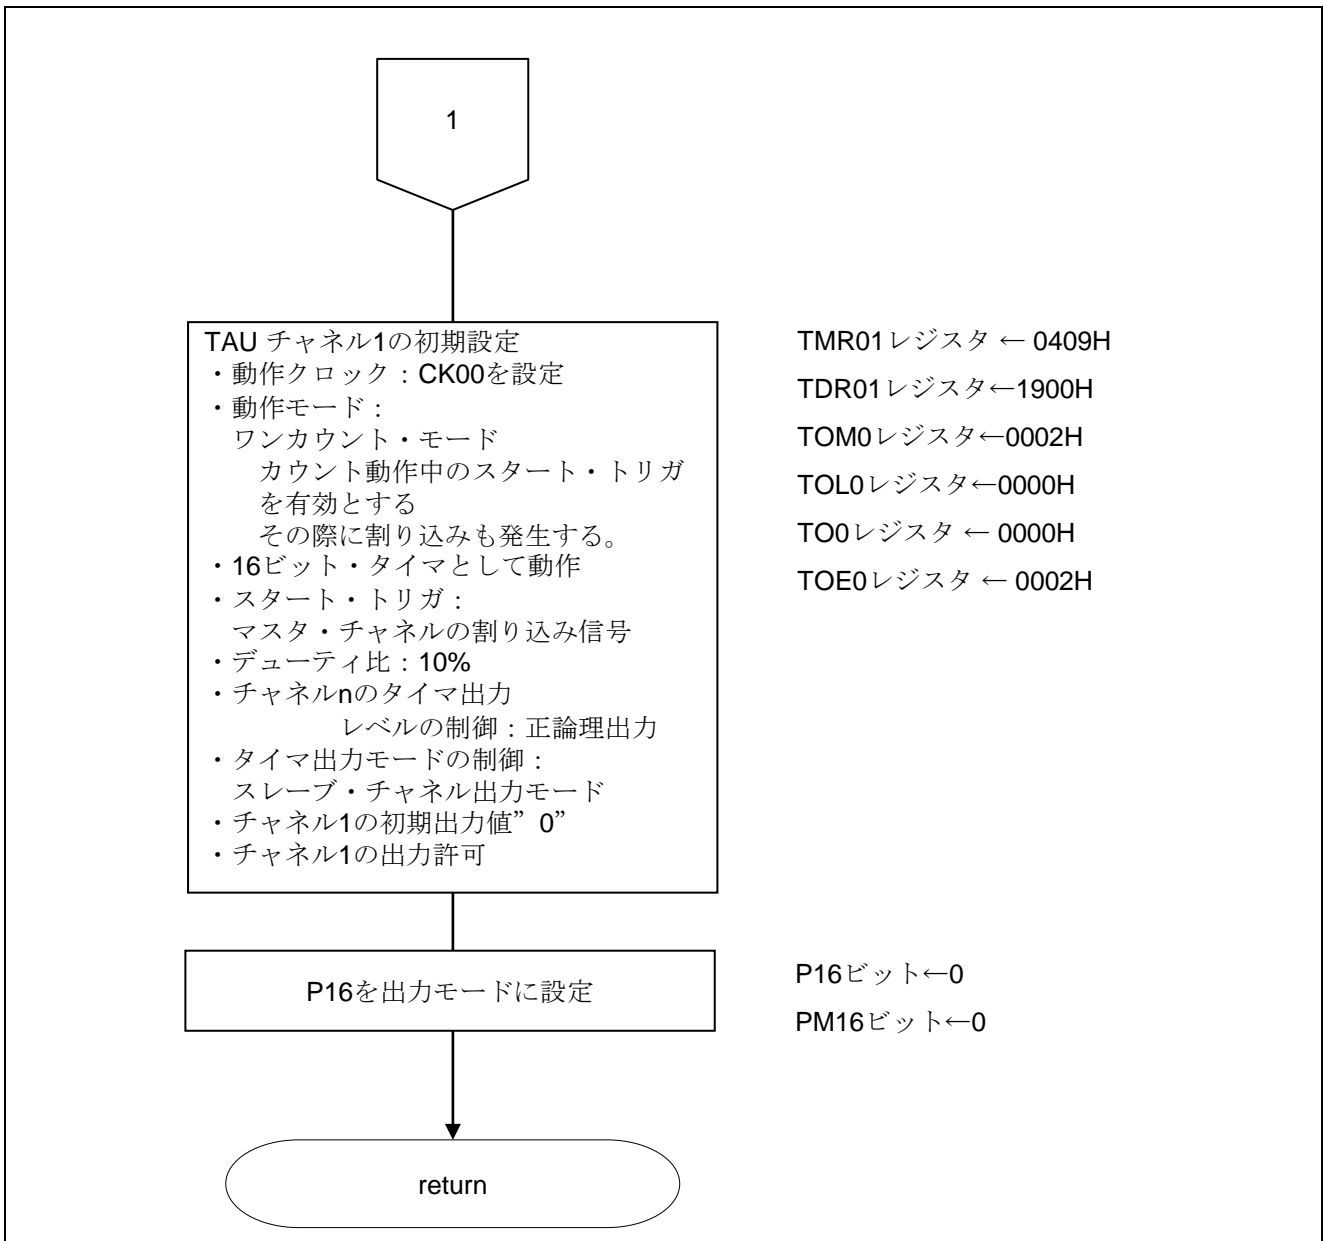 1
TAU チャネル1の初期設定
・動作クロック：CK00を設定
・動作モード：
ワンカウント・モード
カウント動作中のスタート・トリガ
を有効とする
その際に割り込みも発生する。
・16ビット・タイマとして動作
・スタート・トリガ：
マスタ・チャネルの割り込み信号
・デューティ比：10%
・チャネルnのタイマ出力
レベルの制御：正論理出力
・タイマ出力モードの制御：
スレーブ・チャネル出力モード
・チャネル1の初期出力値”0”
・チャネル1の出力許可
TMR01レジスタ ← 0409H
TDR01レジスタ←1900H
TOM0レジスタ←0002H
TOL0レジスタ←0000H
TO0レジスタ ← 0000H
TOE0レジスタ ← 0002H
P16を出力モードに設定
P16ビット←0
PM16ビット←0
return